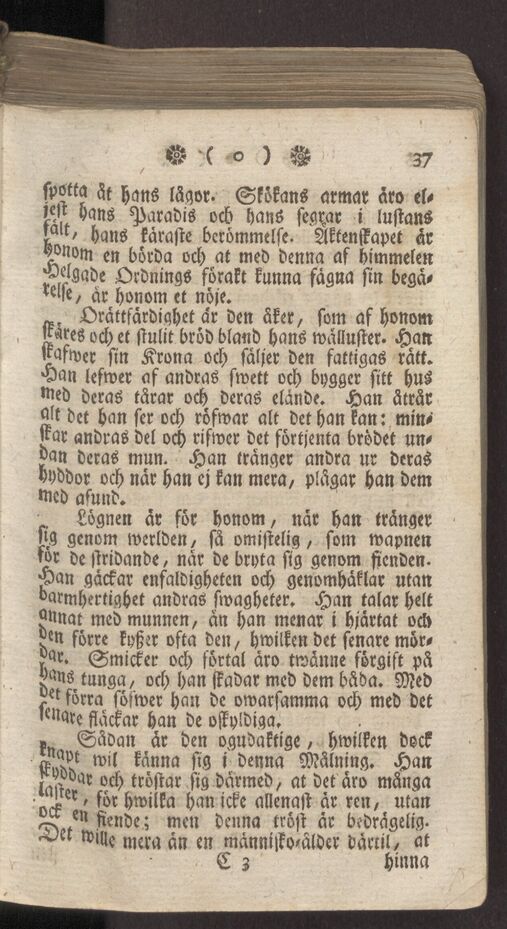 ❁ ( o ) ❁ 37
spotta åt hans lågor. Skökans armar äro el-
jest hans Paradis och hans segrar i lustans
fält, hans käraste berömmelse. Äktenskapet är
honom en börda och at med denna af himmelen
Helgade Ordnings förakt kunna fägna sin begä-
relse, är honom et nöje.
Orättfärdighet är den åker, som af honom
skäres och et stulit bröd bland hans wälluster. Han
skafwer sin Krona och säljer den fattigas rätt.
Han lefwer af andras swett och bygger sitt hus
med deras tårar och deras elände. Han åtrår
alt det han ser och röfwar alt det han kan: min-
skar andras del och rifwer det förtjenta brödet un-
dan deras mun. Han tränger andra ur deras
hyddor och när han ej kan mera, plågar han dem
med afund.
Lögnen är för honom, när han tränger
sig genom werlden, så omistelig, som wapnen
för de stridande, när de bryta sig genom fienden.
Han gäckar enfaldigheten och genomhäklar utan
barmhertighet andras swagheter. Han talar helt
annat med munnen, än han menar i hjärtat och
den förre kyßer ofta den, hwilken det senare mör-
dar. Smicker och förtal äro twänne förgift på
hans tunga, och han skadar med dem båda. Med
det förra söfwer han de owarsamma och med det
senare fläckar han de oskyldiga.
Sådan är den ogudaktige, hwilken dock
knapt wil känna sig i denna Målning. Han
skyddar och tröstar sig därmed, at det äro många
laster, för hwilka han icke allenast är ren, utan
ock en fiende; men denna tröst är bedrägelig.
Det wille mera än en människo-ålder därtil, at
C 3 hinna